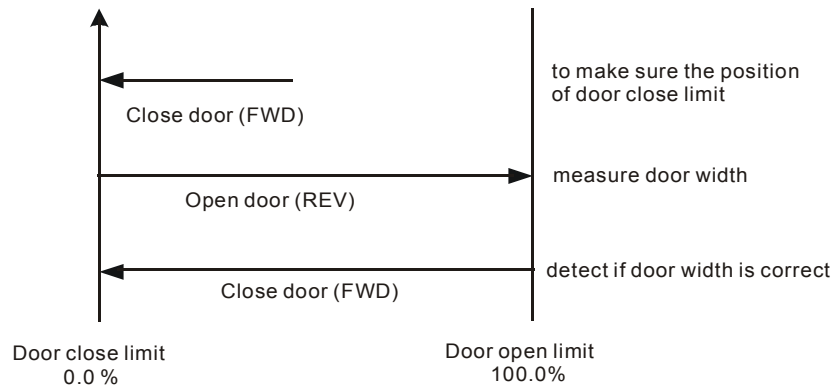 to make sure the position
of door close limit
Close door (FWD)
measure door width
Open door (REV)
detect if door width is correct
Close door (FWD)
Door close limit
0.0 %
Door open limit
100.0%